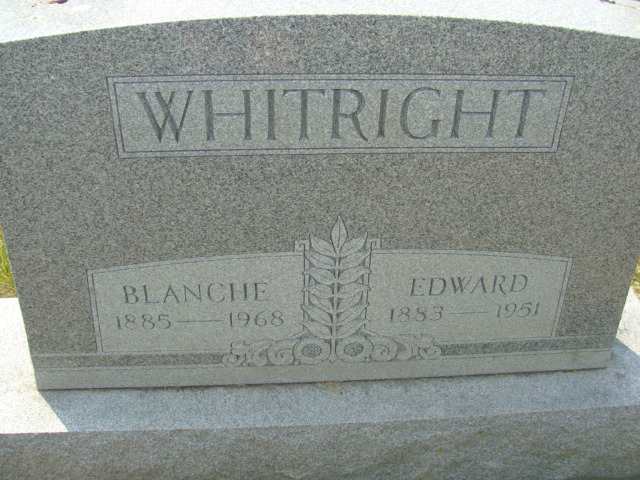 WHITRIGHT
BLANCHE
1885 — 1968
EDWARD
1883 — 1951